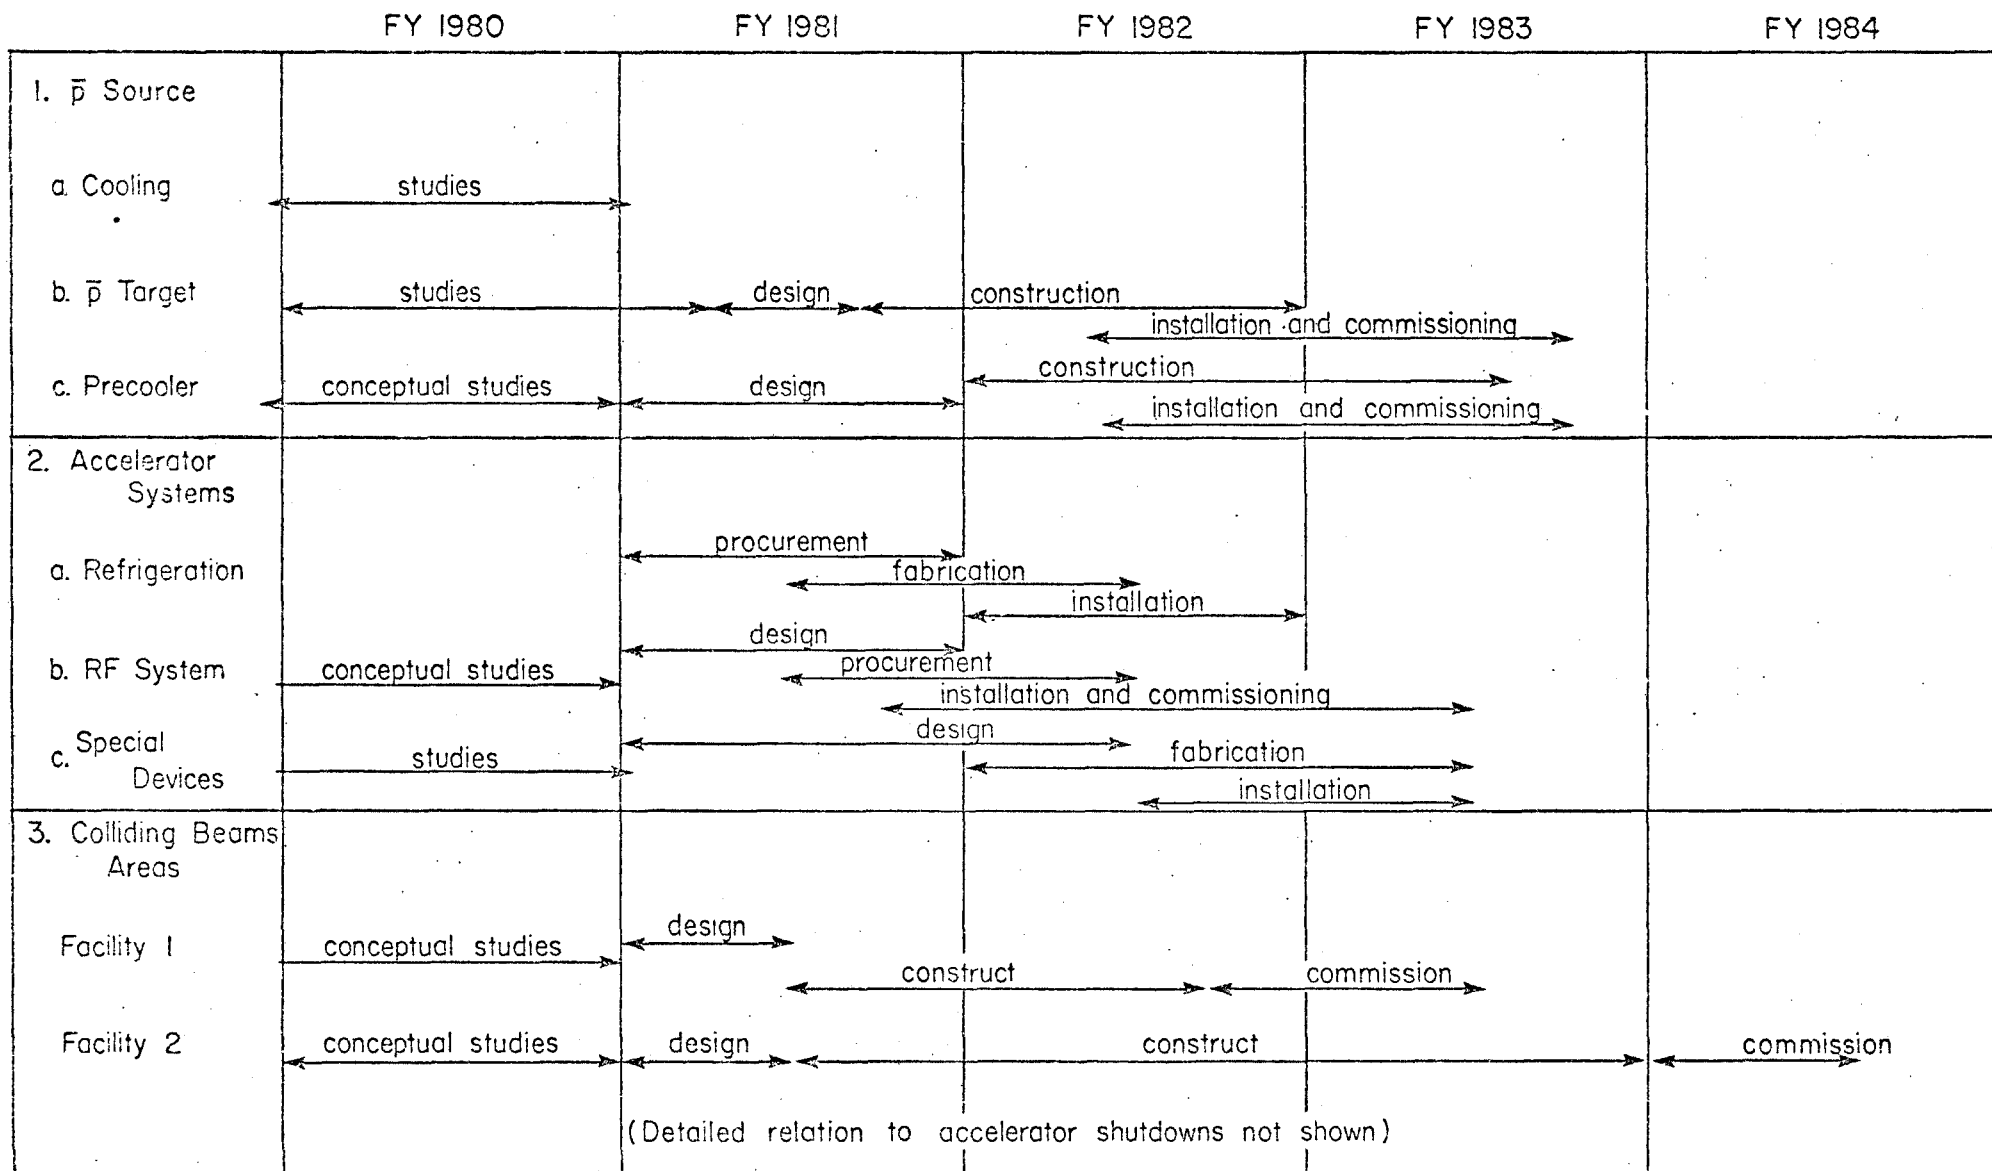 FY 1980 FY 1981 FY 1982 FY 1983 FY 1984
1. p̄ Source
a. Cooling studies
b. p̄ Target studies design construction
installation and commissioning
construction
c. Precooler conceptual studies design
installation and commissioning
2. Accelerator
Systems
procurement
a. Refrigeration fabrication
installation
design
b. RF System conceptual studies procurement
installation and commissioning
design
c. Special
Devices studies fabrication
installation
3. Colliding Beams
Areas
design
Facility 1 conceptual studies
construct commission
Facility 2 conceptual studies design construct commission
(Detailed relation to accelerator shutdowns not shown)